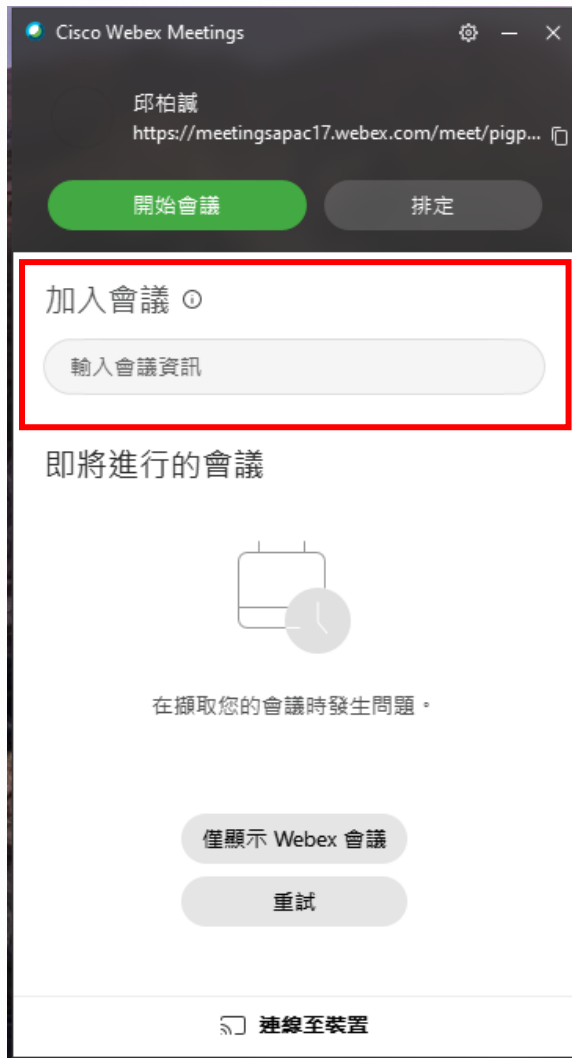 Cisco Webex Meetings
邱柏諴
https://meetingsapac17.webex.com/meet/pigp...
開始會議
排定
加入會議
輸入會議資訊
即將進行的會議
在擷取您的會議時發生問題。
僅顯示 Webex 會議
重試
連線至裝置